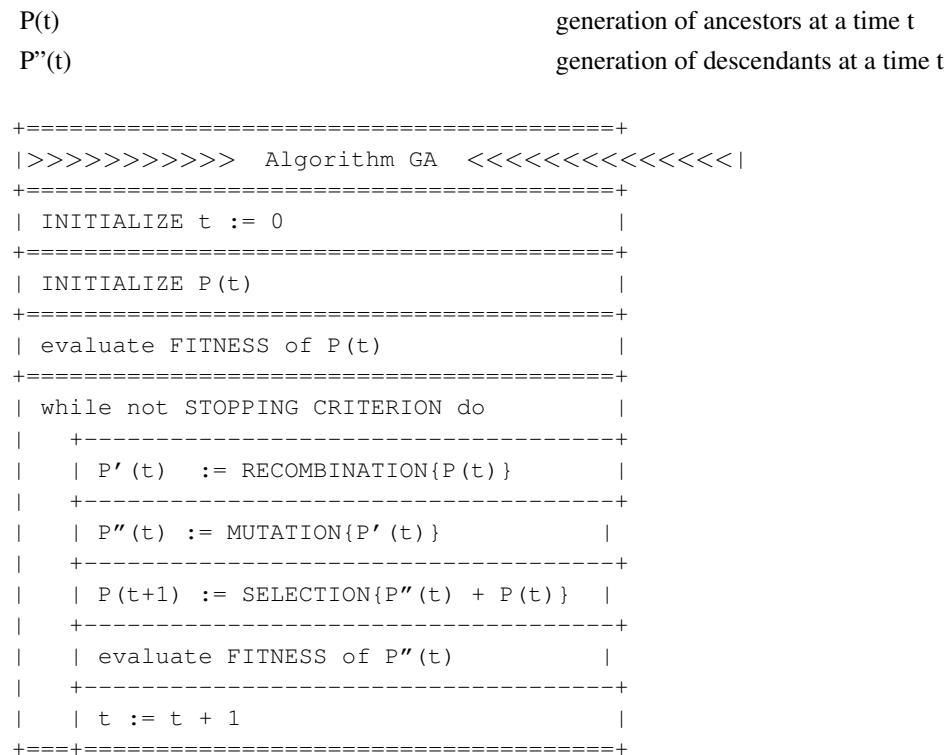 P(t) generation of ancestors at a time t
P”(t) generation of descendants at a time t
+=========================================+
|>>>>>>>>>>> Algorithm GA <<<<<<<<<<<<<<|
+=========================================+
| INITIALIZE t := 0 |
+=========================================+
| INITIALIZE P(t) |
+=========================================+
| evaluate FITNESS of P(t) |
+=========================================+
| while not STOPPING CRITERION do |
| +-------------------------------------+
| | P'(t) := RECOMBINATION{P(t)} |
| +-------------------------------------+
| | P"(t) := MUTATION{P'(t)} |
| +-------------------------------------+
| | P(t+1) := SELECTION{P"(t) + P(t)} |
| +-------------------------------------+
| | evaluate FITNESS of P"(t) |
| +-------------------------------------+
| | t := t + 1 |
+===+=====================================+